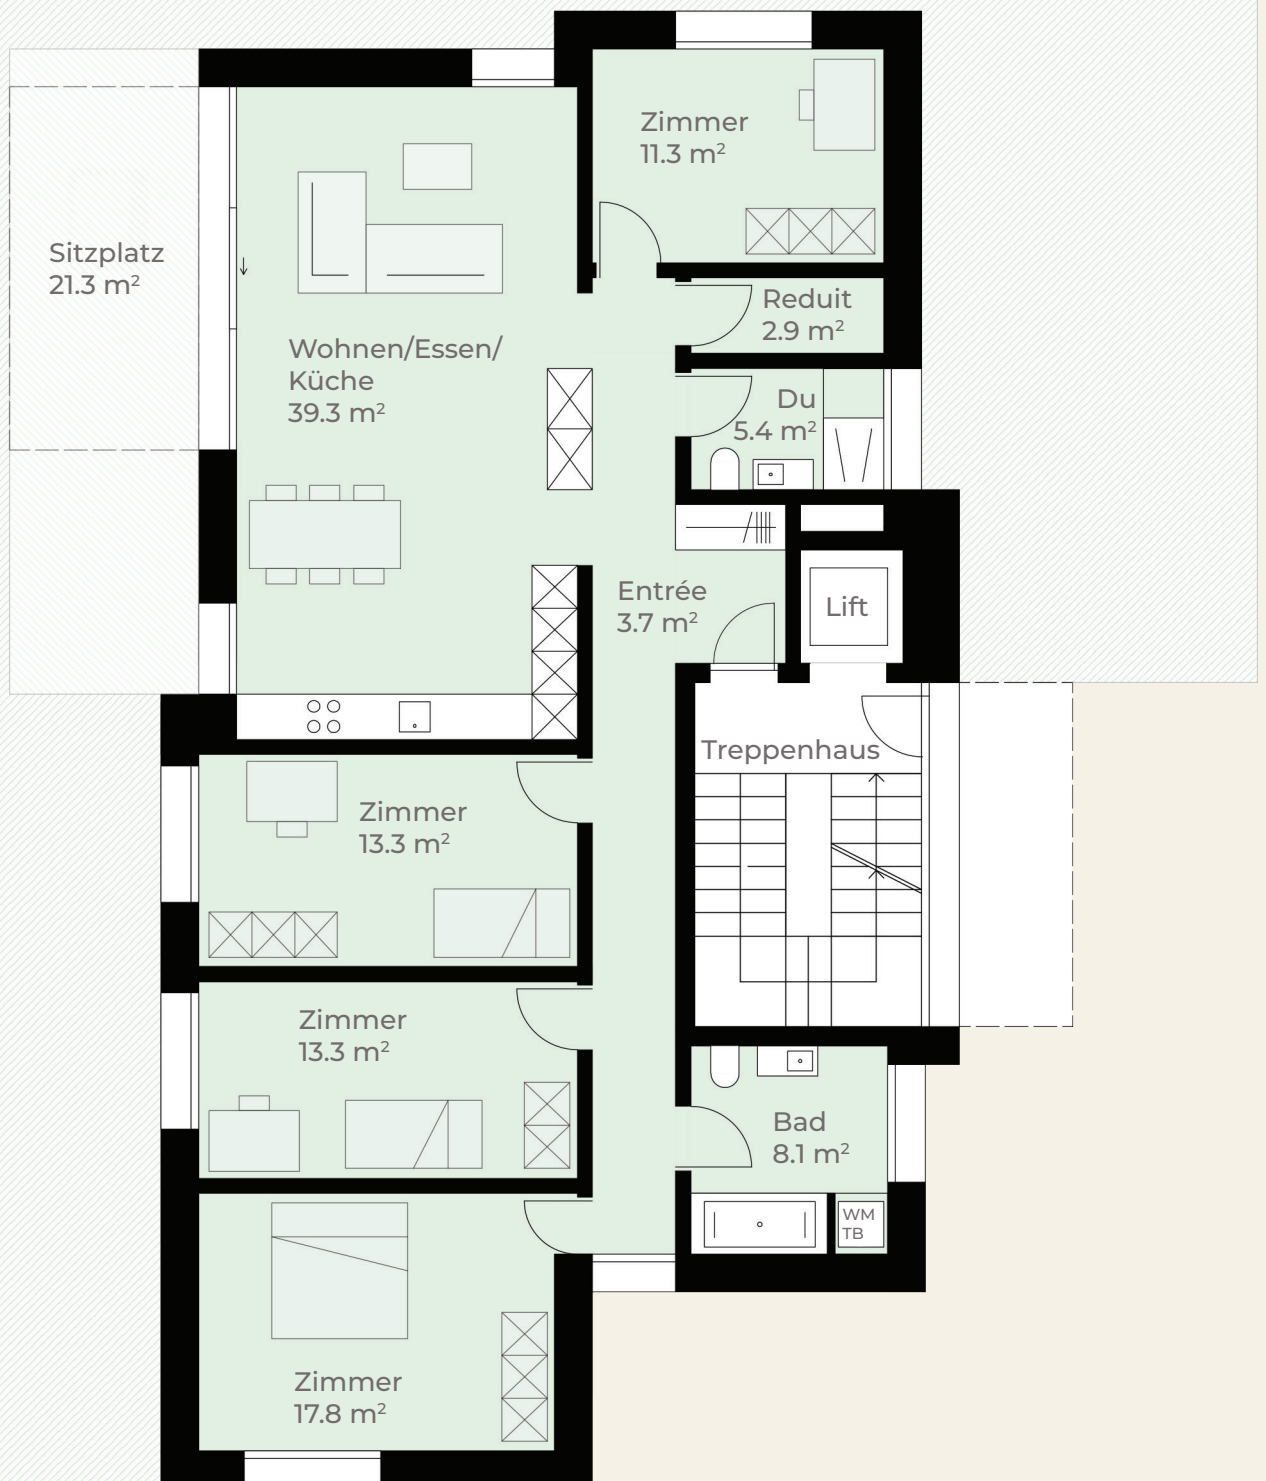 Zimmer
11.3 m²
Sitzplatz
21.3 m²
Reduit
2.9 m²
Wohnen/Essen/
Küche
39.3 m²
Du
5.4 m²
Entrée
3.7 m²
Lift
Treppenhaus
Zimmer
13.3 m²
Zimmer
13.3 m²
Bad
8.1 m²
WM
TB
Zimmer
17.8 m²